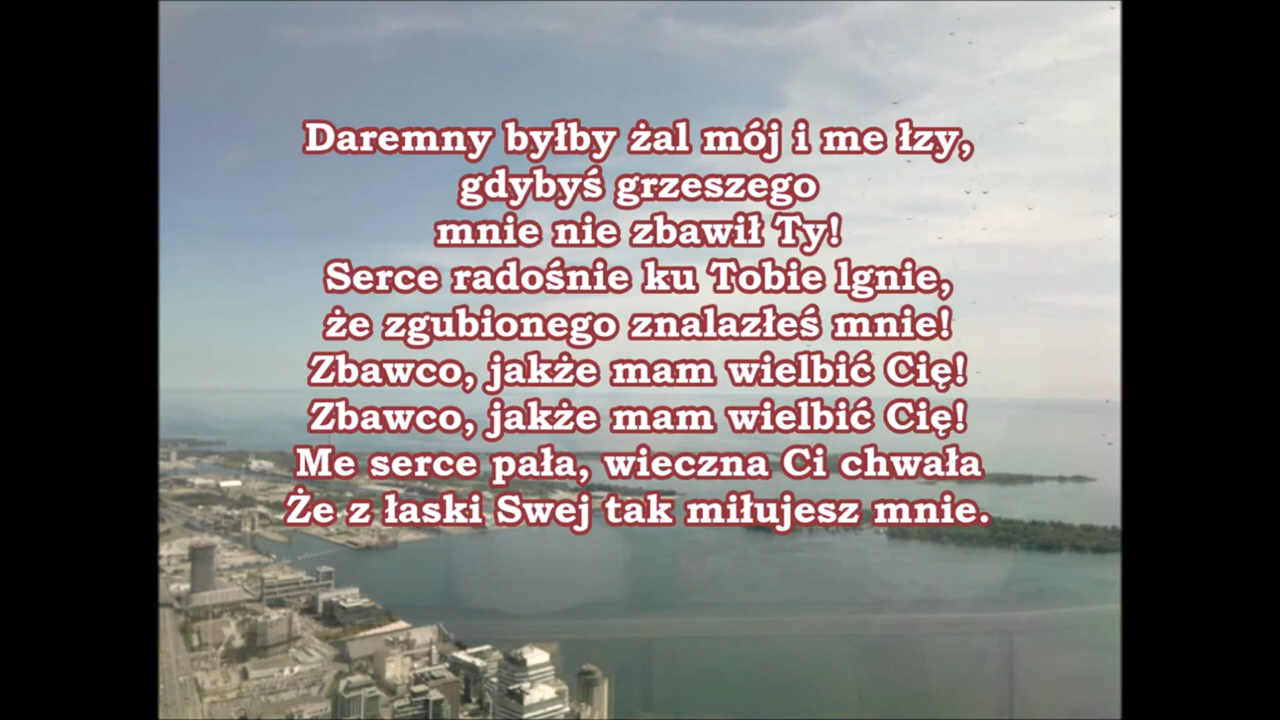 Daremny byłby żal mój i me łzy,
gdybyś grzeszego
mnie nie zbawił Ty!
Serce radośnie ku Tobie lgnie,
że zgubionego znalazłeś mnie!
Zbawco, jakże mam wielbić Cię!
Zbawco, jakże mam wielbić Cię!
Me serce pała, wieczna Ci chwała
Że z łaski Swej tak miłujesz mnie.